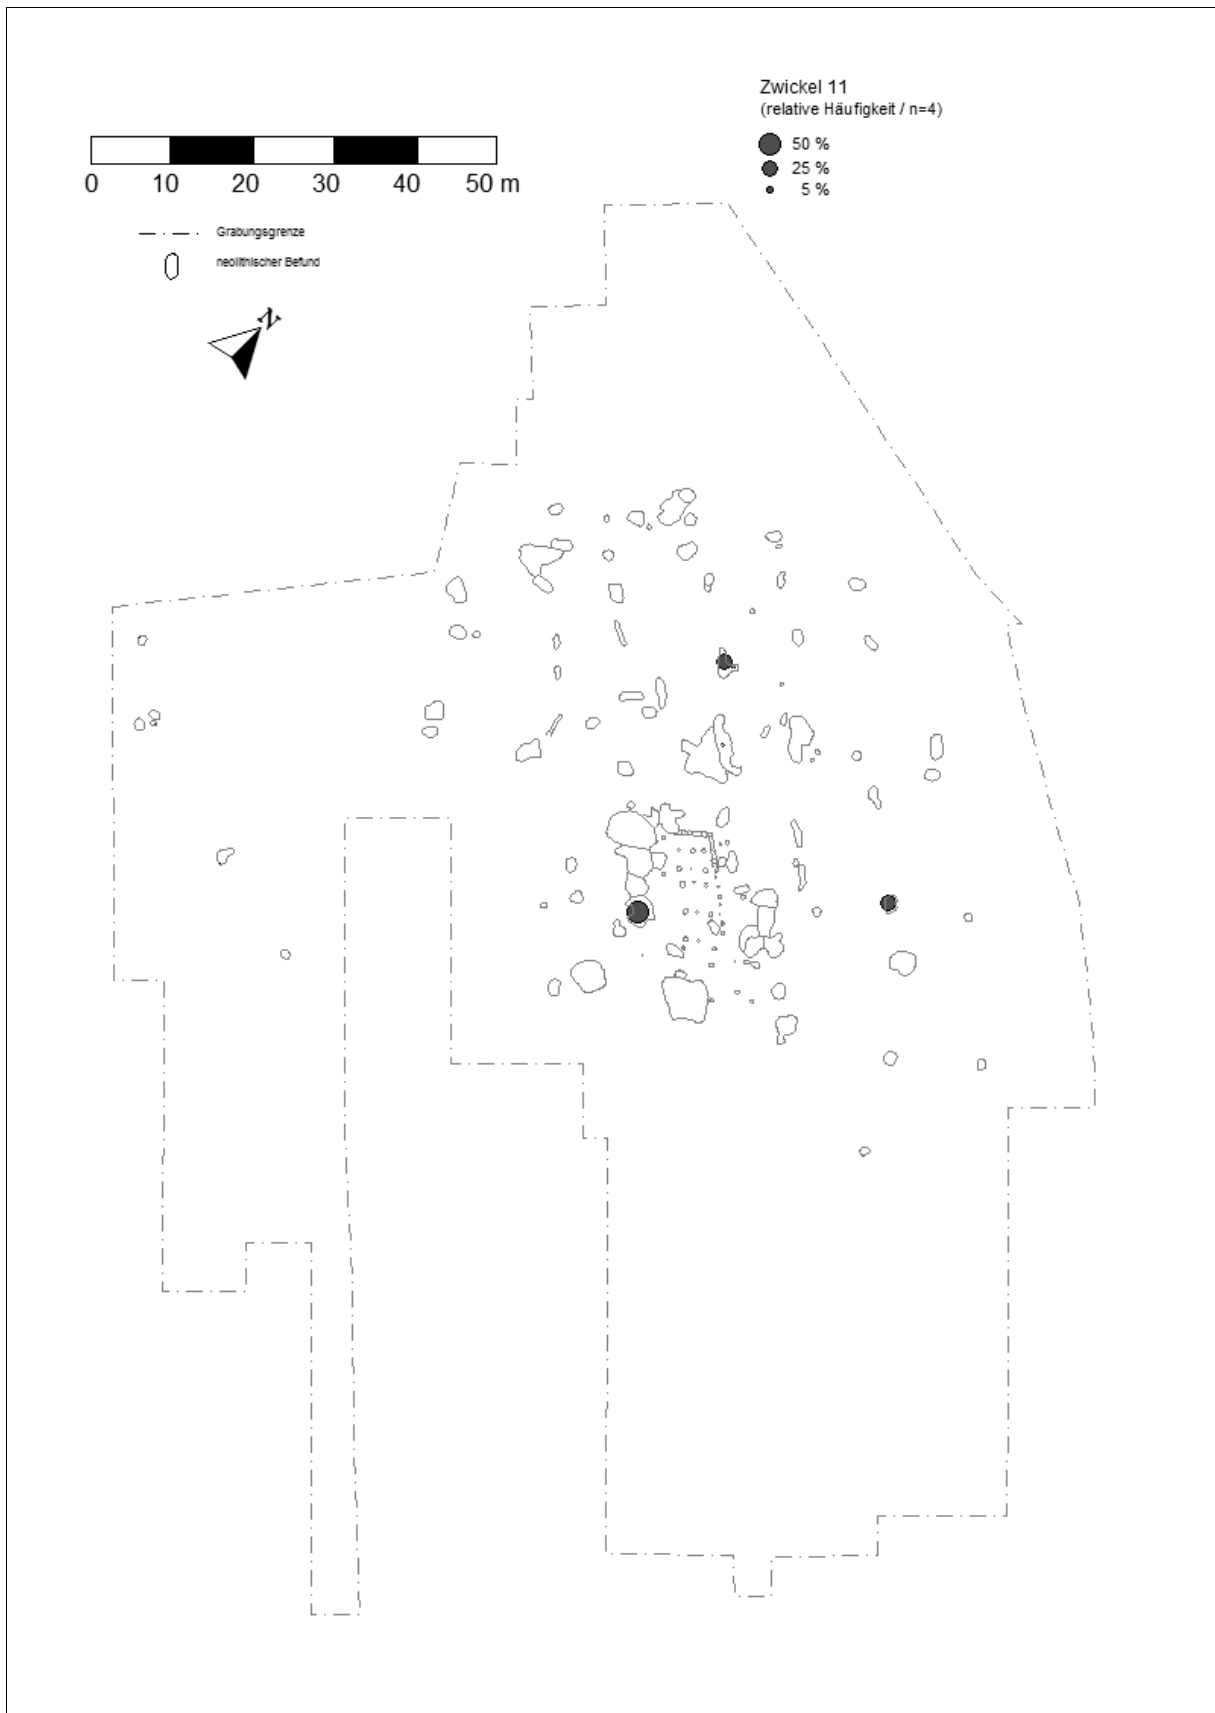 Zwickel 11
(relative Häufigkeit / n=4)
50 %
25 %
5 %
0 10 20 30 40 50 m
Grabungsgrenze
neolithischer Befund
N